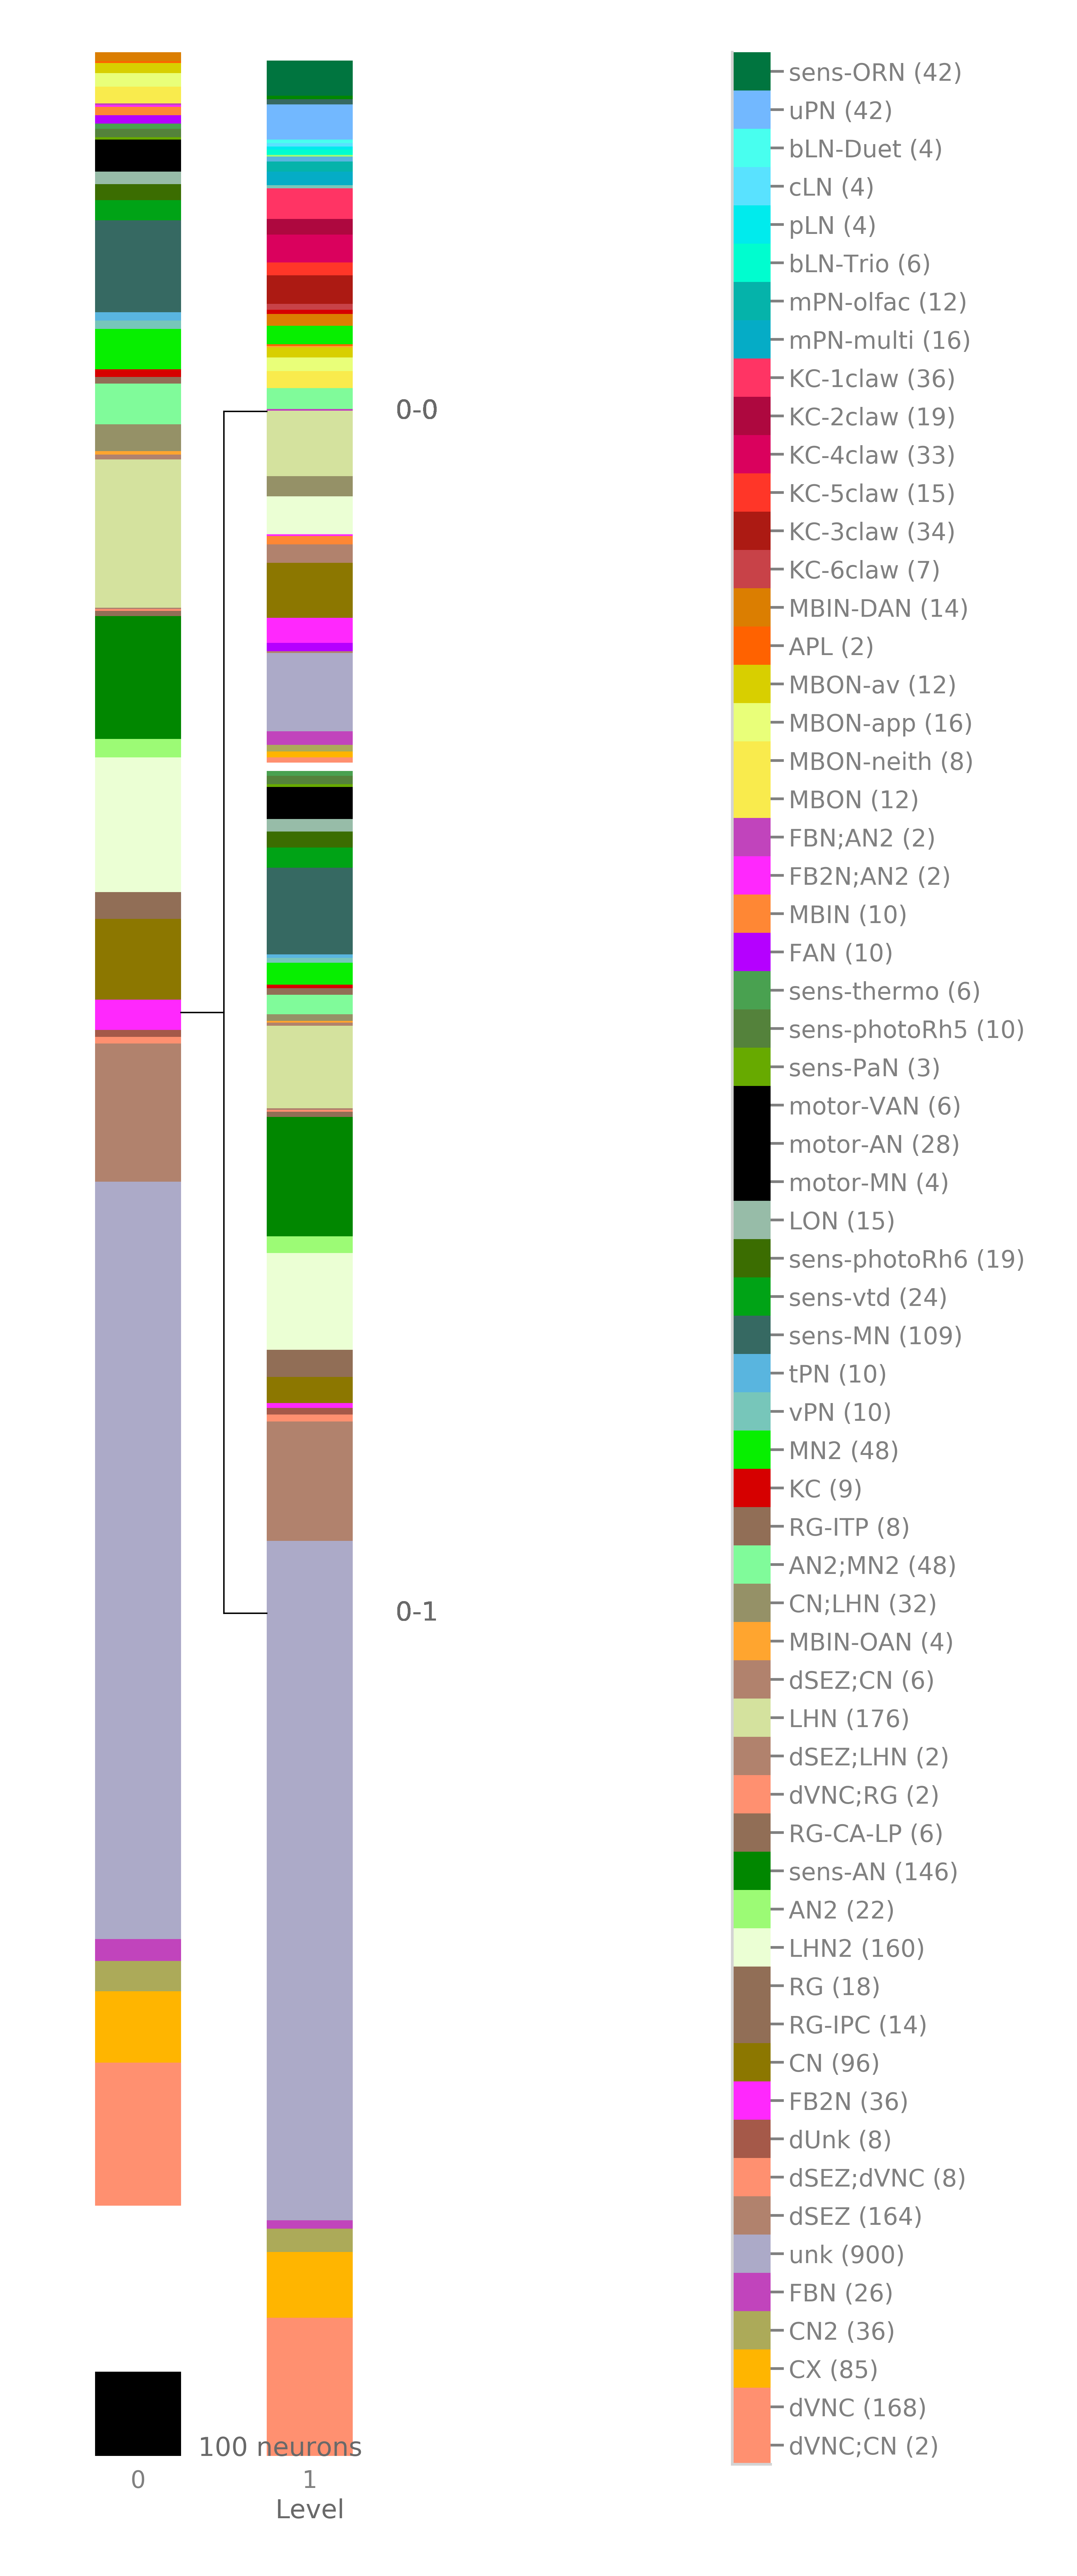 sens-ORN (42)
uPN (42)
bLN-Duet (4)
cLN (4)
pLN (4)
bLN-Trio (6)
mPN-olfac (12)
mPN-multi (16)
KC-1claw (36)
0-0
KC-2claw (19)
KC-4claw (33)
KC-5claw (15)
KC-3claw (34)
KC-6claw (7)
MBIN-DAN (14)
APL (2)
MBON-av (12)
MBON-app (16)
MBON-neith (8)
MBON (12)
FBN;AN2 (2)
FB2N;AN2 (2)
MBIN (10)
FAN (10)
sens-thermo (6)
sens-photoRh5 (10)
sens-PaN (3)
motor-VAN (6)
motor-AN (28)
motor-MN (4)
LON (15)
sens-photoRh6 (19)
sens-vtd (24)
sens-MN (109)
tPN (10)
vPN (10)
MN2 (48)
KC (9)
RG-ITP (8)
AN2;MN2 (48)
CN;LHN (32)
0-1
MBIN-OAN (4)
dSEZ;CN (6)
LHN (176)
dSEZ;LHN (2)
dVNC;RG (2)
RG-CA-LP (6)
sens-AN (146)
AN2 (22)
LHN2 (160)
RG (18)
RG-IPC (14)
CN (96)
FB2N (36)
dUnk (8)
dSEZ;dVNC (8)
dSEZ (164)
unk (900)
FBN (26)
CN2 (36)
CX (85)
dVNC (168)
dVNC;CN (2)
100 neurons
0 1
Level